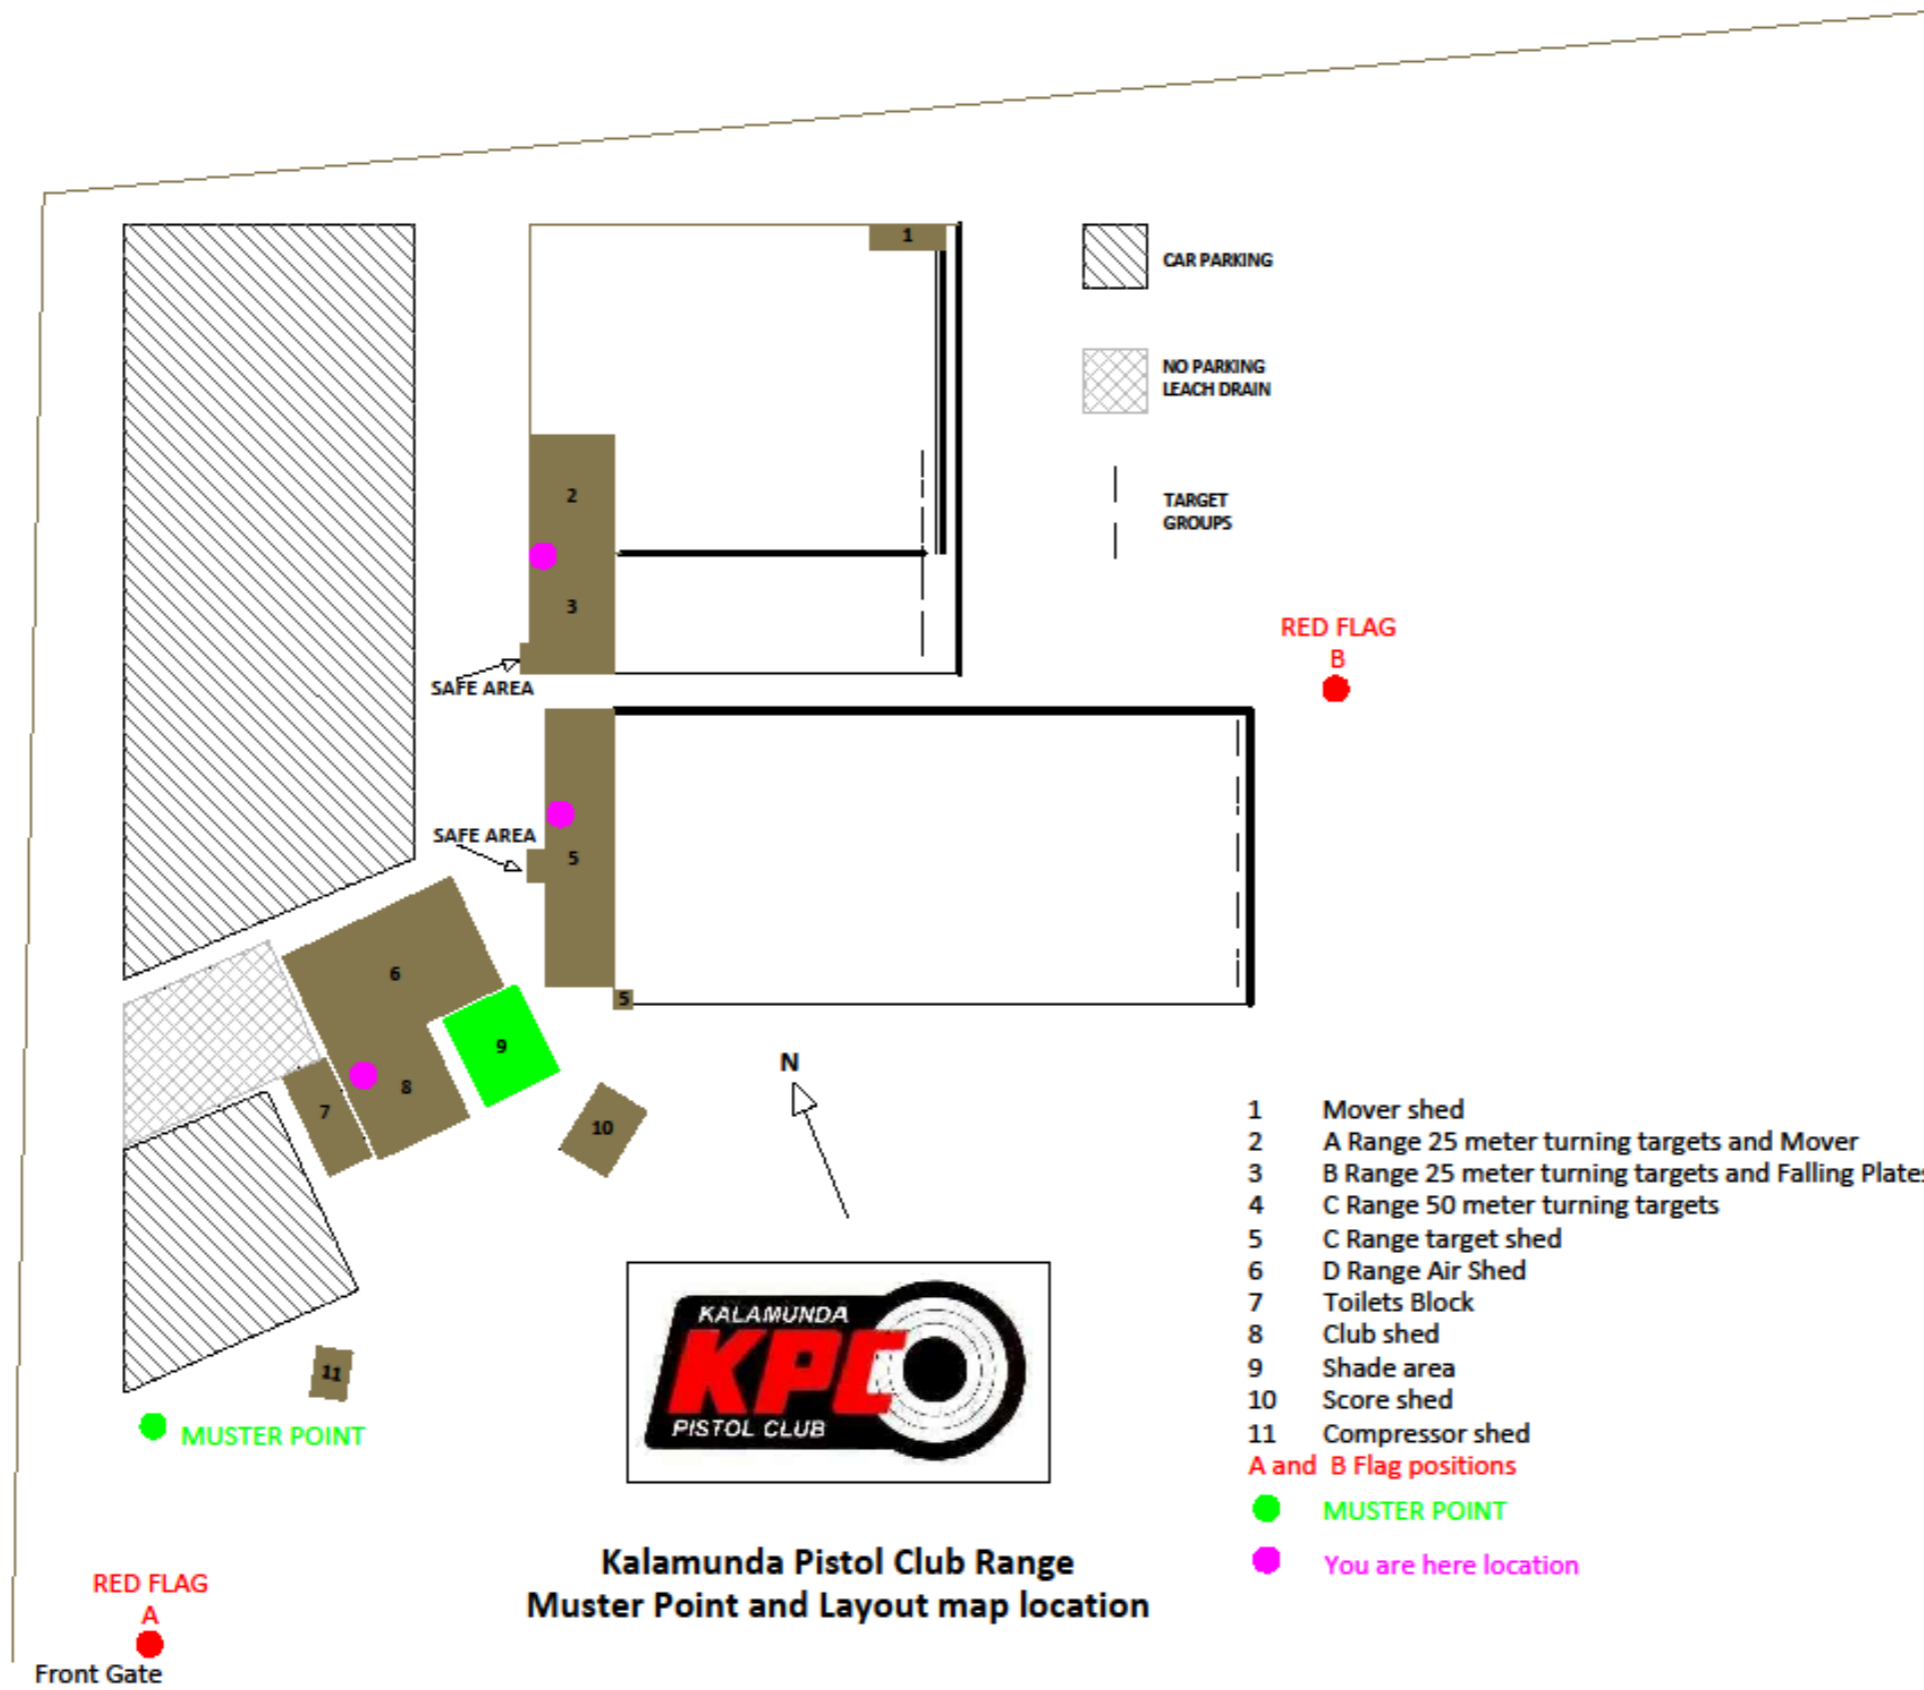 1
CAR PARKING
NO PARKING
LEACH DRAIN
2
TARGET
GROUPS
3
RED FLAG
B
SAFE AREA
SAFE AREA
5
6
5
9
N
8
7
10
1 Mover shed
2 A Range 25 meter turning targets and Mover
3 B Range 25 meter turning targets and Falling Plates
4 C Range 50 meter turning targets
5 C Range target shed
6 D Range Air Shed
7 Toilets Block
8 Club shed
9 Shade area
10 Score shed
11 Compressor shed
A and B Flag positions
MUSTER POINT
You are here location
KALAMUNDA
KPC
PISTOL CLUB
11
MUSTER POINT
Kalamunda Pistol Club Range
Muster Point and Layout map location
RED FLAG
A
Front Gate